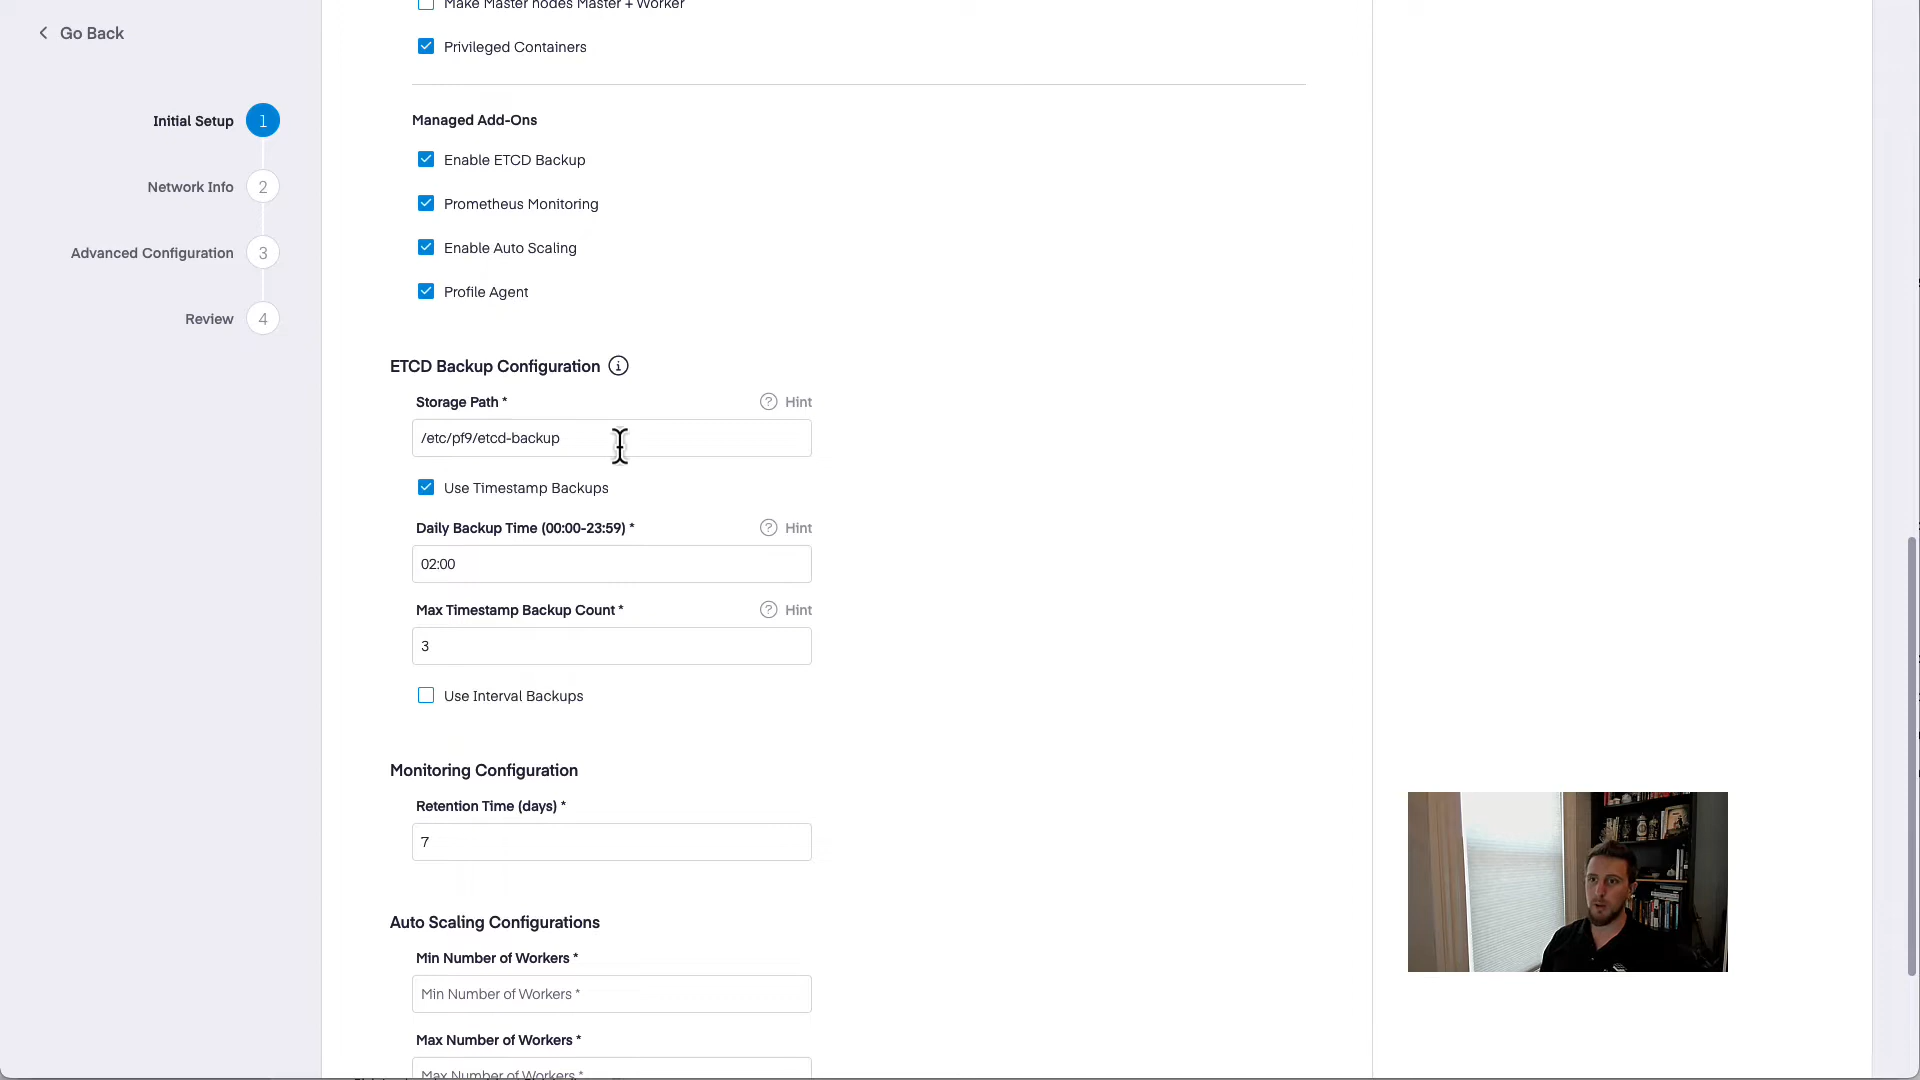 Make Master nodes Master + Worker
Go Back
Privileged Containers
Initial Setup 1
Network Info 2
Advanced Configuration 3
Review 4
Managed Add-Ons
Enable ETCD Backup
Prometheus Monitoring
Enable Auto Scaling
Profile Agent
ETCD Backup Configuration
Storage Path * ? Hint
/etc/pf9/etcd-backup
Use Timestamp Backups
Daily Backup Time (00:00-23:59) * ? Hint
02:00
Max Timestamp Backup Count * ? Hint
3
Use Interval Backups
Monitoring Configuration
Retention Time (days) *
7
Auto Scaling Configurations
Min Number of Workers *
Min Number of Workers *
Max Number of Workers *
Max Number of Workers *